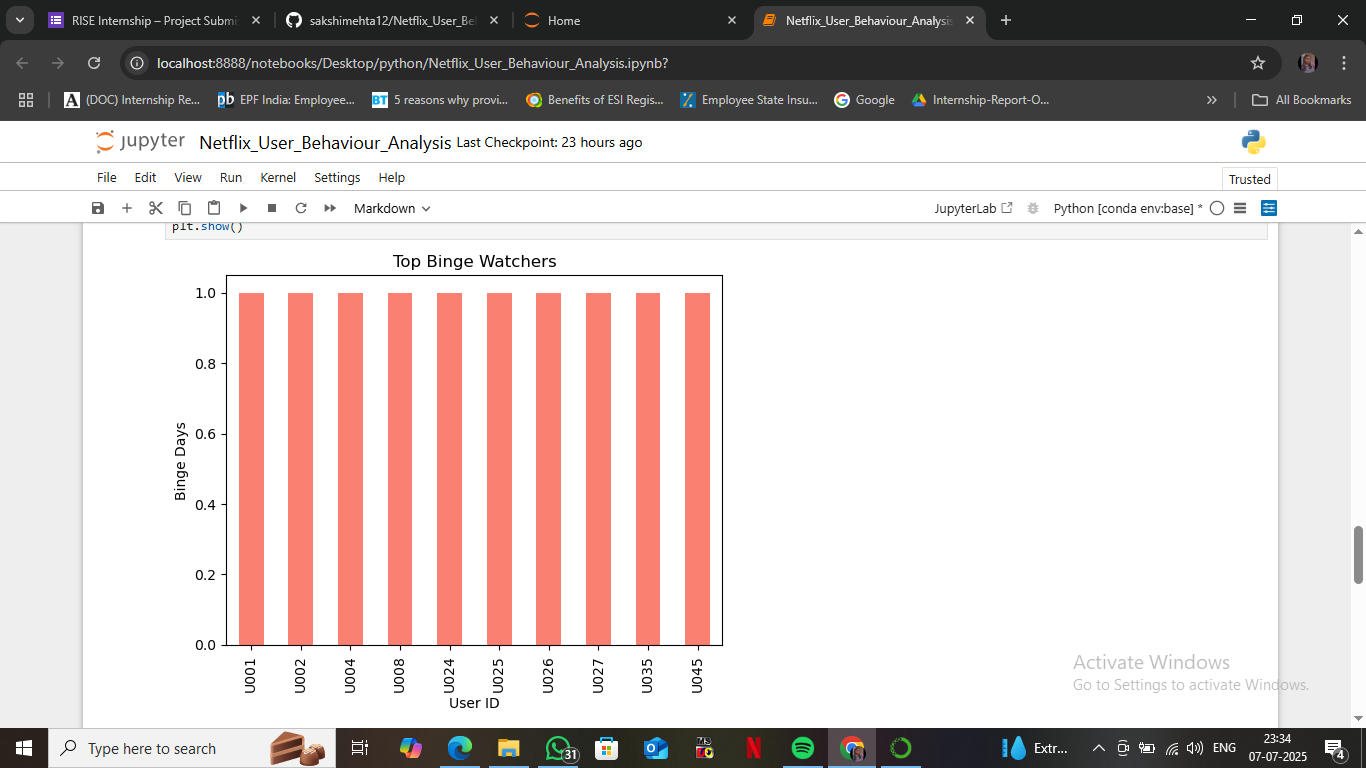 RISE Internship – Project Submi
sakshimehta12/Netflix_User_Be
Home
Netflix_User_Behaviour_Analysis
localhost:8888/notebooks/Desktop/python/Netflix_User_Behaviour_Analysis.ipynb?
A (DOC) Internship Re...
pb EPF India: Employee...
BT 5 reasons why provi...
Benefits of ESI Regis...
Employee State Insu...
G Google
Internship-Report-O...
»
All Bookmarks
jupyter Netflix_User_Behaviour_Analysis Last Checkpoint: 23 hours ago
File Edit View Run Kernel Settings Help
Trusted
Markdown
JupyterLab
Python [conda env:base] *
plt.show()
Top Binge Watchers
1.0
0.8
0.6
0.4
0.2
0.0
Binge Days
U001 U002 U004 U008 U024 U025 U026 U027 U035 U045
User ID
Activate Windows
Go to Settings to activate Windows.
Type here to search
31
N
Extr...
ENG
23:34
07-07-2025
4